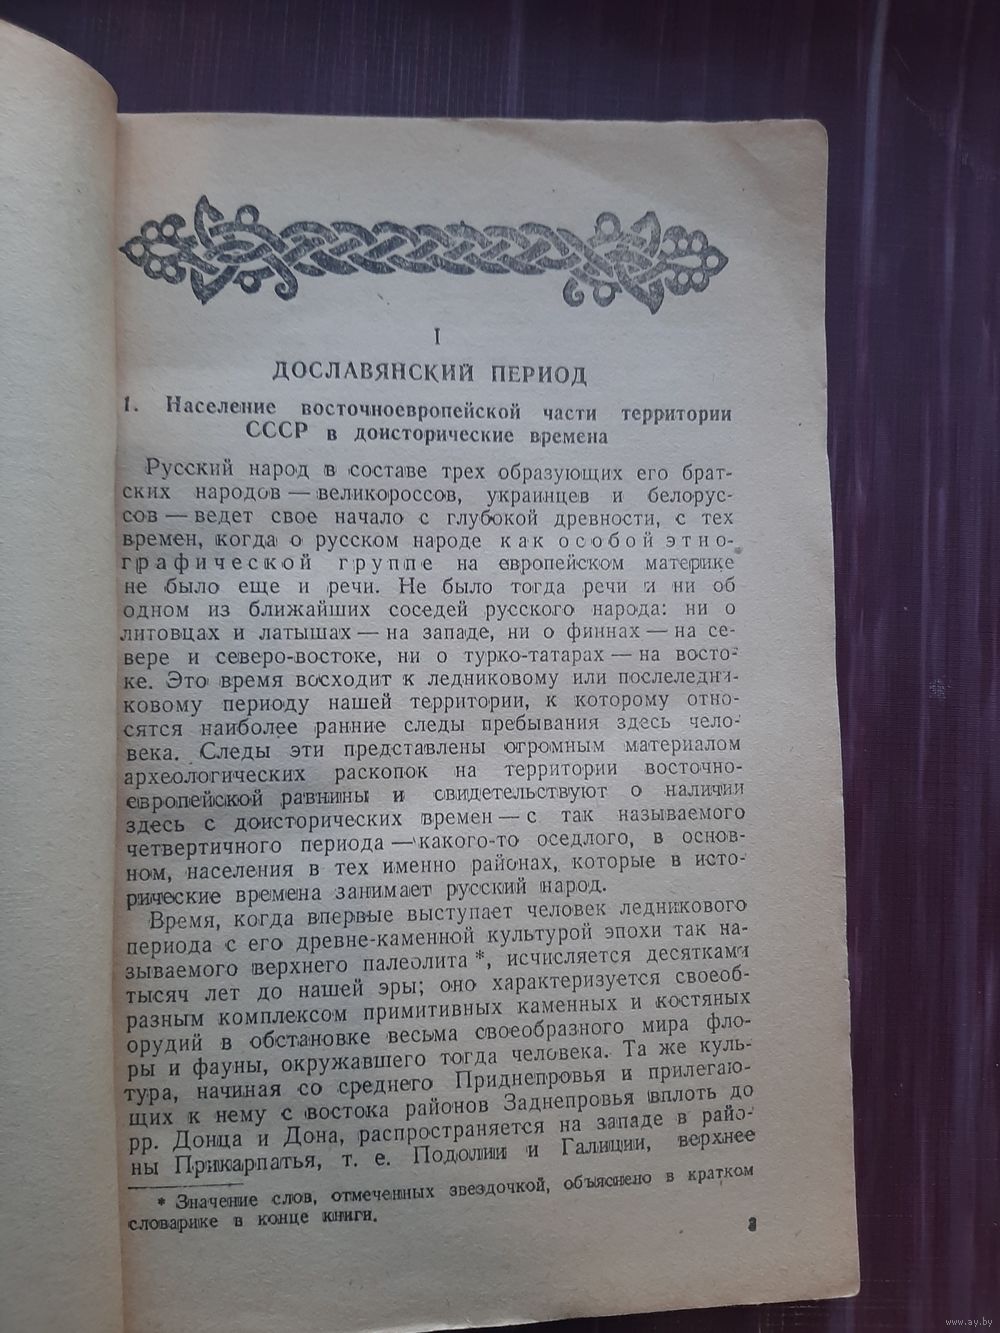 I
ДОСЛАВЯНСКИЙ ПЕРИОД
1. Население восточноевропейской части территории
СССР в доисторические времена
Русский народ в составе трех образующих его брат-
ских народов — великороссов, украинцев и белорус-
сов — ведет свое начало с глубокой древности, с тех
времен, когда о русском народе как особой этно-
графической группе на европейском материке
не было еще и речи. Не было тогда речи и ни об
одном из ближайших соседей русского народа: ни о
литовцах и латышах — на западе, ни о финнах — на се-
вере и северо-востоке, ни о турко-татарах — на восто-
ке. Это время восходит к ледниковому или послеледни-
ковому периоду нашей территории, к которому отно-
сятся наиболее ранние следы пребывания здесь чело-
века. Следы эти представлены огромным материалом
археологических раскопок на территории восточно-
европейской равнины и свидетельствуют о наличии
здесь с доисторических времен — с так называемого
четвертичного периода — какого-то оседлого, в основ-
ном, населения в тех именно районах, которые в исто-
рические времена занимает русский народ.
Время, когда впервые выступает человек ледникового
периода с его древне-каменной культурой эпохи так на-
зываемого верхнего палеолита *, исчисляется десятками
тысяч лет до нашей эры; оно характеризуется своеоб-
разным комплексом примитивных каменных и костяных
орудий в обстановке весьма своеобразного мира фло-
ры и фауны, окружавшего тогда человека. Та же куль-
тура, начиная со среднего Приднепровья и прилегаю-
щих к нему с востока районов Заднепровья вплоть до
рр. Донца и Дона, распространяется на западе в райо-
ны Прикарпатья, т. е. Подолии и Галиции, верхнее
* Значение слов, отмеченных звездочкой, объяснено в кратком
словарике в конце книги.
3
www.ay.by